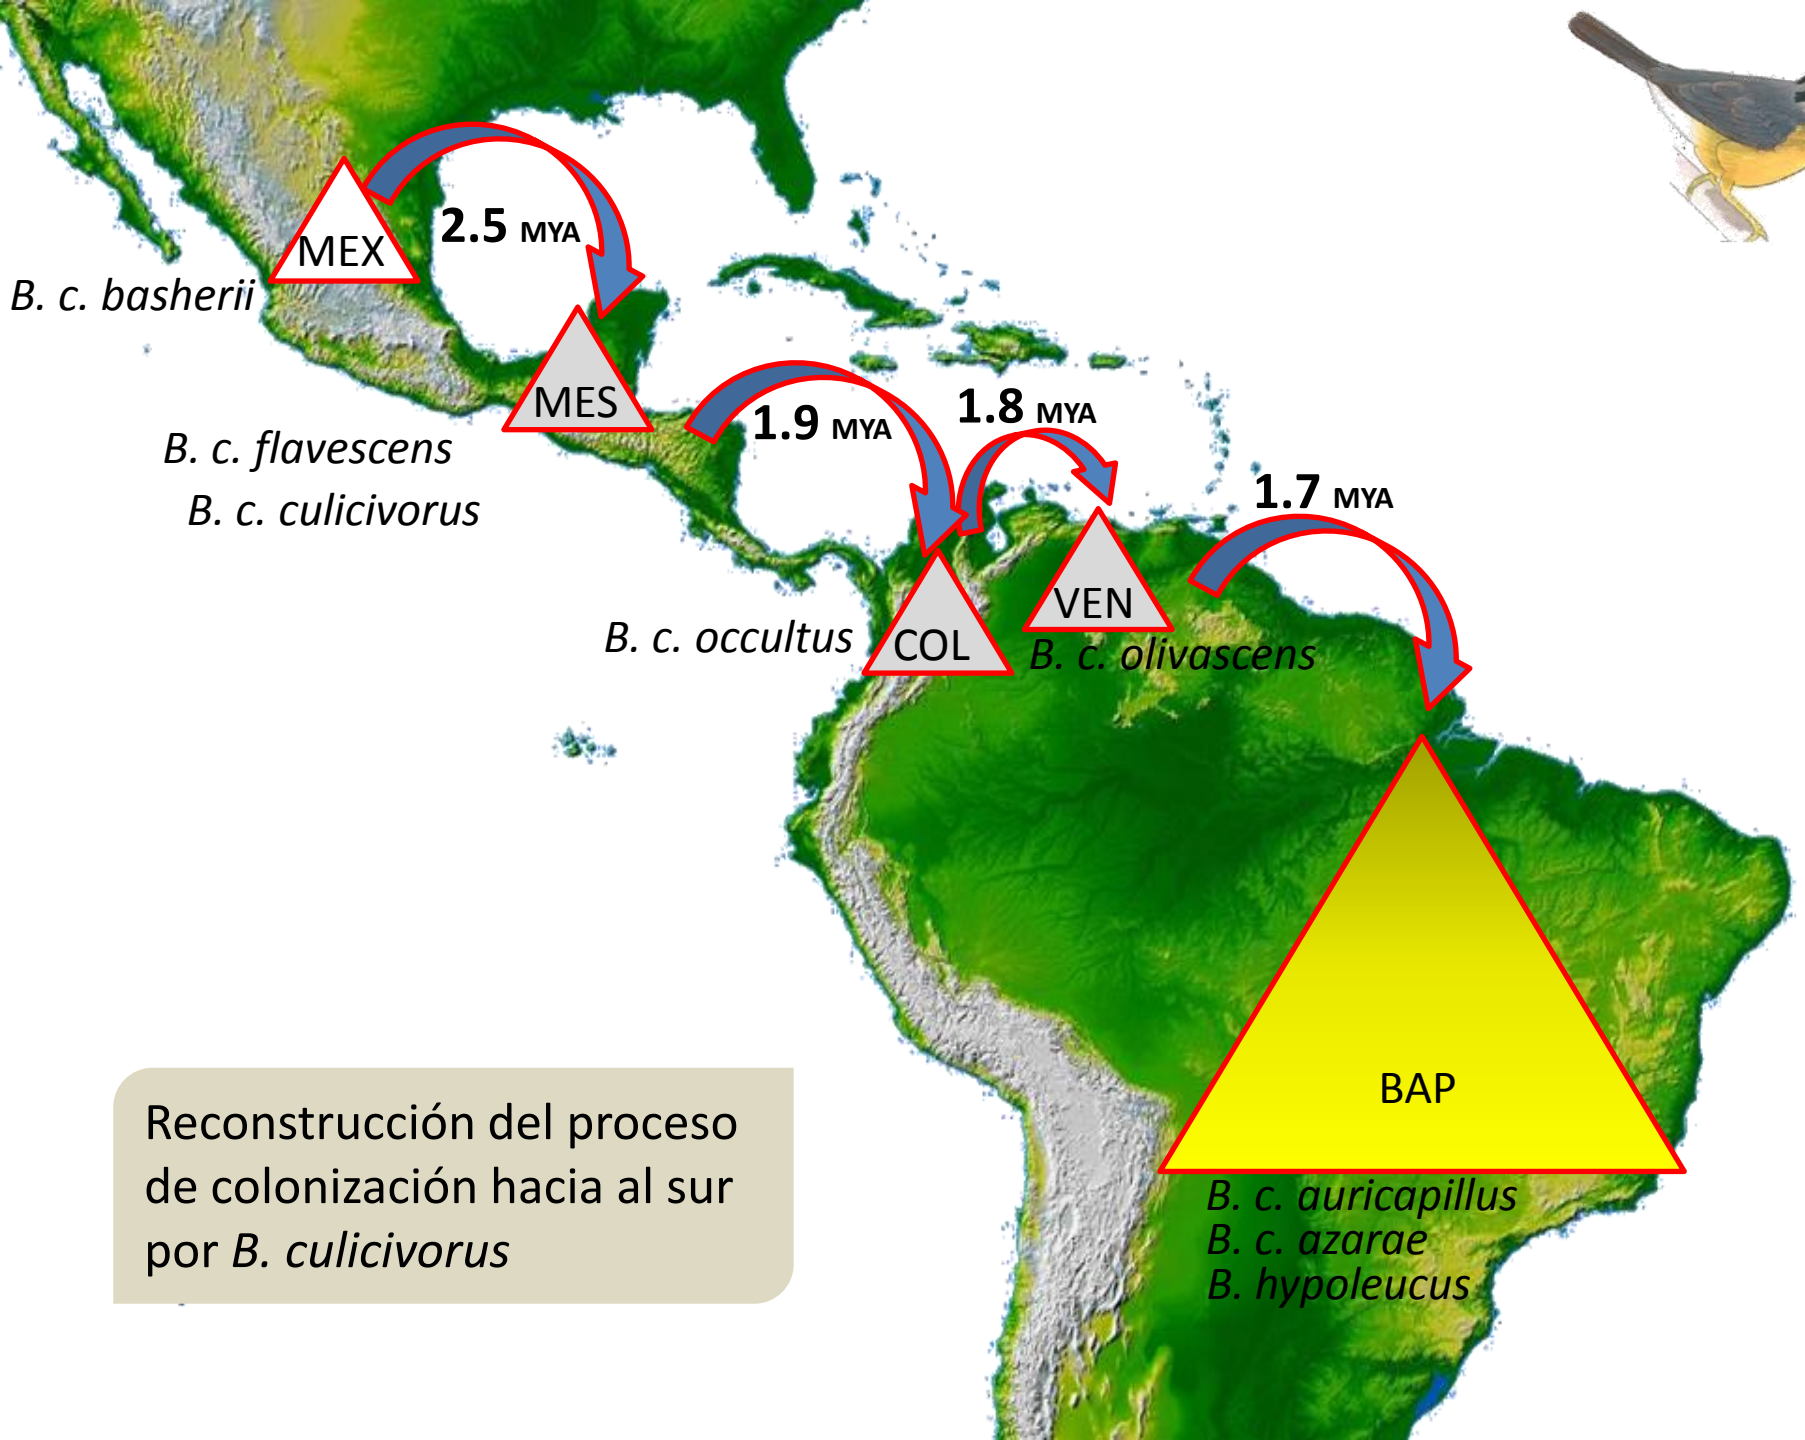 2.5 MYA
MEX
B. c. basherii
MES
1.9 MYA
1.8 MYA
B. c. flavescens
B. c. culicivorus
1.7 MYA
VEN
B. c. occultus
COL
B. c. olivascens
BAP
Reconstrucción del proceso
de colonización hacia al sur
por B. culicivorus
B. c. auricapillus
B. c. azarae
B. hypoleucus